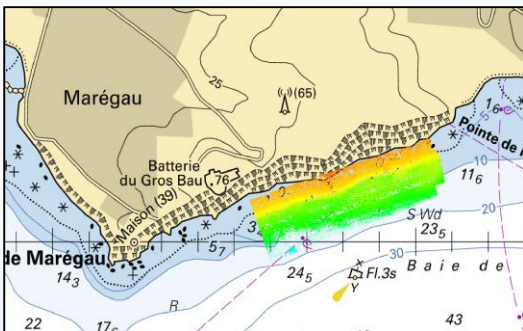 (65)
25
Marégau
1₆
Batterie
du Gros Bau
76
Pointe de
10
11₆
Maison (39)
S Wd
20
23₅
5₇
3
de Marégau
30
14₃
24₅
Fl.3s
Baie de
Y
R
22
17₆
43